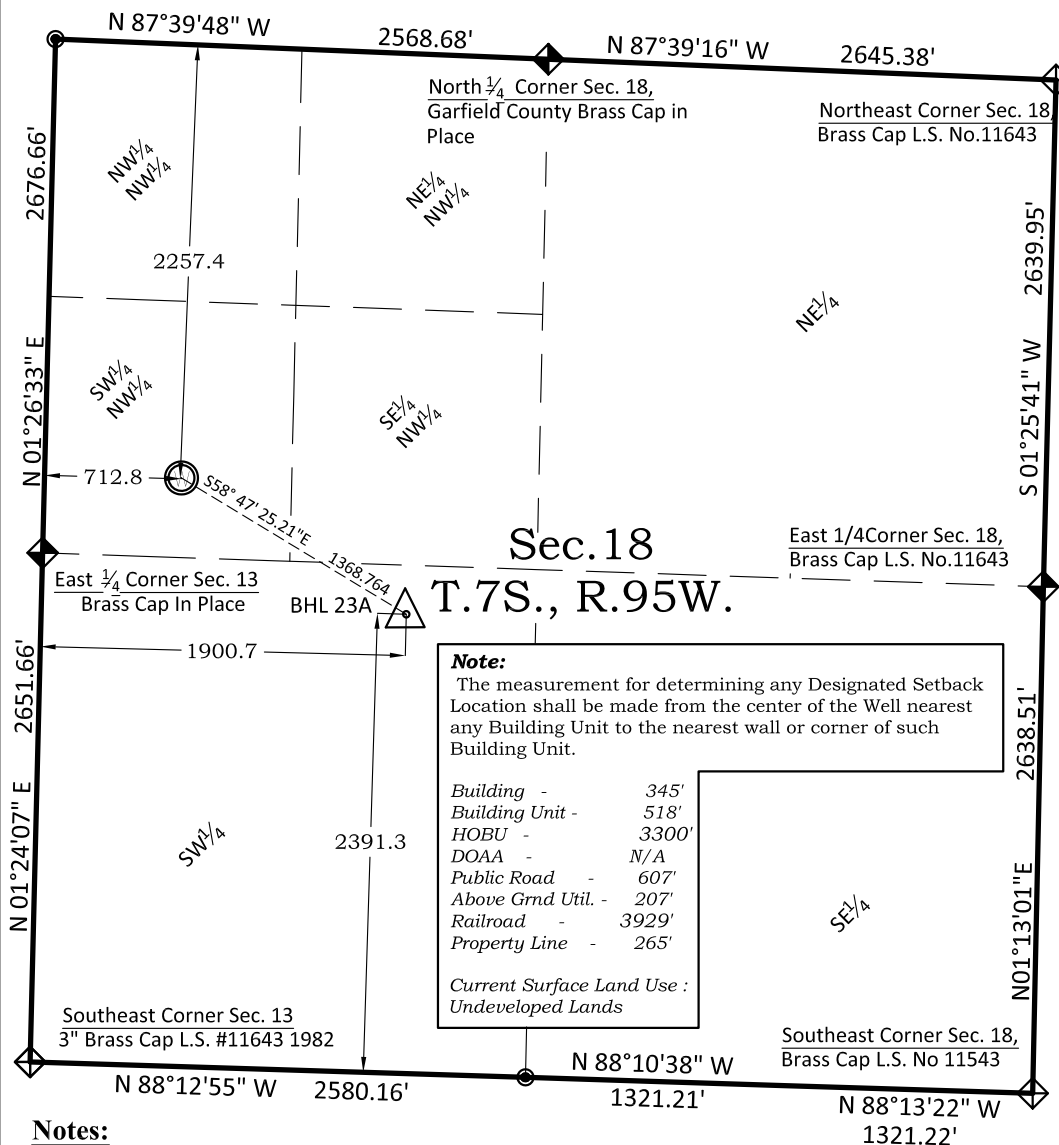 N 87°39'48" W
2568.68'
N 87°39'16" W
2645.38'
North 1/4 Corner Sec. 18,
Garfield County Brass Cap in
Place
Northeast Corner Sec. 18,
Brass Cap L.S. No.11643
2676.66'
NW1/4
NW1/4
NE1/4
NW1/4
2639.95'
2257.4
NE1/4
N 01°26'33" E
SW1/4
NW1/4
SE1/4
NW1/4
S 01°25'41" W
712.8
S58° 47' 25.21"E
1368.764
Sec.18
T.7S., R.95W.
East 1/4Corner Sec. 18,
Brass Cap L.S. No.11643
East 1/4 Corner Sec. 13
Brass Cap In Place
BHL 23A
1900.7
2651.66'
Note:
The measurement for determining any Designated Setback
Location shall be made from the center of the Well nearest
any Building Unit to the nearest wall or corner of such
Building Unit.
Building - 345'
Building Unit - 518'
HOBU - 3300'
DOAA - N/A
Public Road - 607'
Above Grnd Util. - 207'
Railroad - 3929'
Property Line - 265'
Current Surface Land Use :
Undeveloped Lands
2638.51'
N 01°24'07" E
SW1/4
2391.3
SE1/4
N01°13'01"E
Southeast Corner Sec. 13
3" Brass Cap L.S. #11643 1982
Southeast Corner Sec. 18,
Brass Cap L.S. No 11543
N 88°12'55" W
2580.16'
N 88°10'38" W
1321.21'
N 88°13'22" W
1321.22'
Notes: